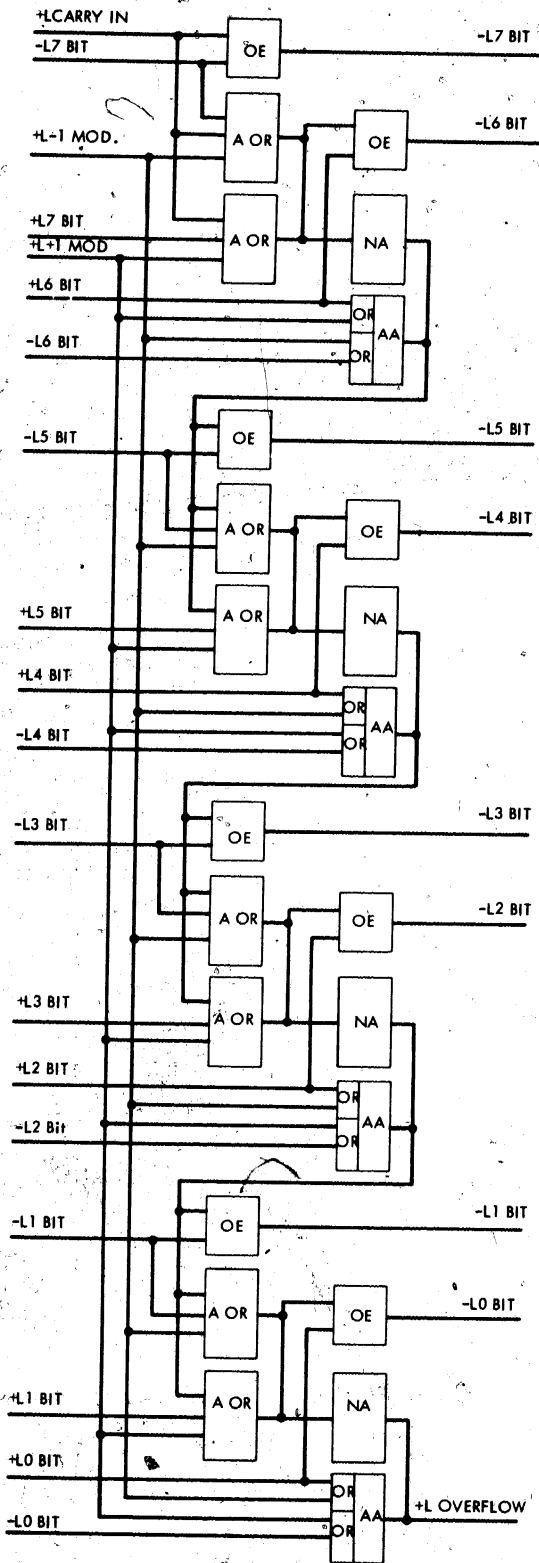 +LCARRY IN
-L7 BIT
OE
-L7 BIT
+L-1 MOD.
A OR
OE
-L6 BIT
+L7 BIT
+L+1 MOD
A OR
NA
+L6 BIT
-L6 BIT
OR
OR
AA
-L5 BIT
OE
-L5 BIT
A OR
OE
-L4 BIT
+L5 BIT
A OR
NA
+L4 BIT
-L4 BIT
OR
OR
AA
-L3 BIT
OE
-L3 BIT
A OR
OE
-L2 BIT
+L3 BIT
A OR
NA
+L2 BIT
-L2 Bit
OR
OR
AA
-L1 BIT
OE
-L1 BIT
A OR
OE
-L0 BIT
+L1 BIT
A OR
NA
+L0 BIT
-L0 BIT
OR
OR
AA
+L OVERFLOW